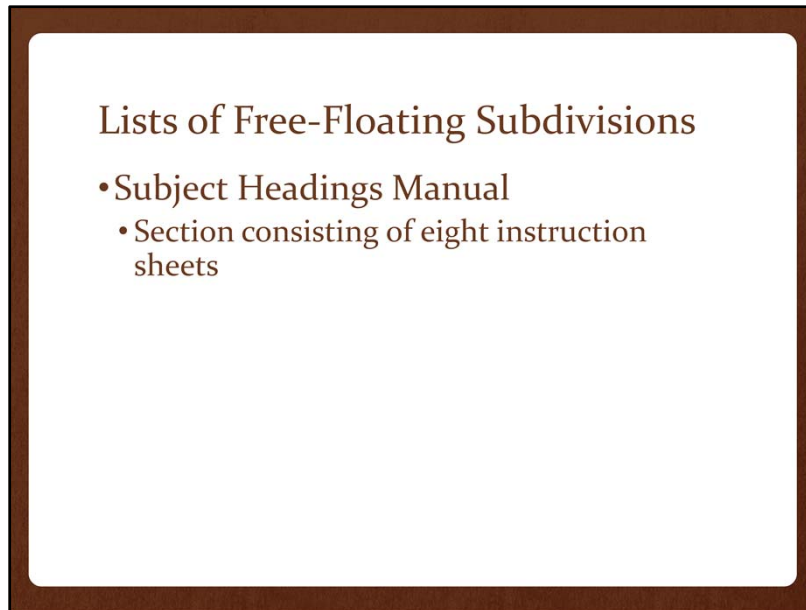 Lists of Free-Floating Subdivisions
•Subject Headings Manual
•Section consisting of eight instruction
sheets